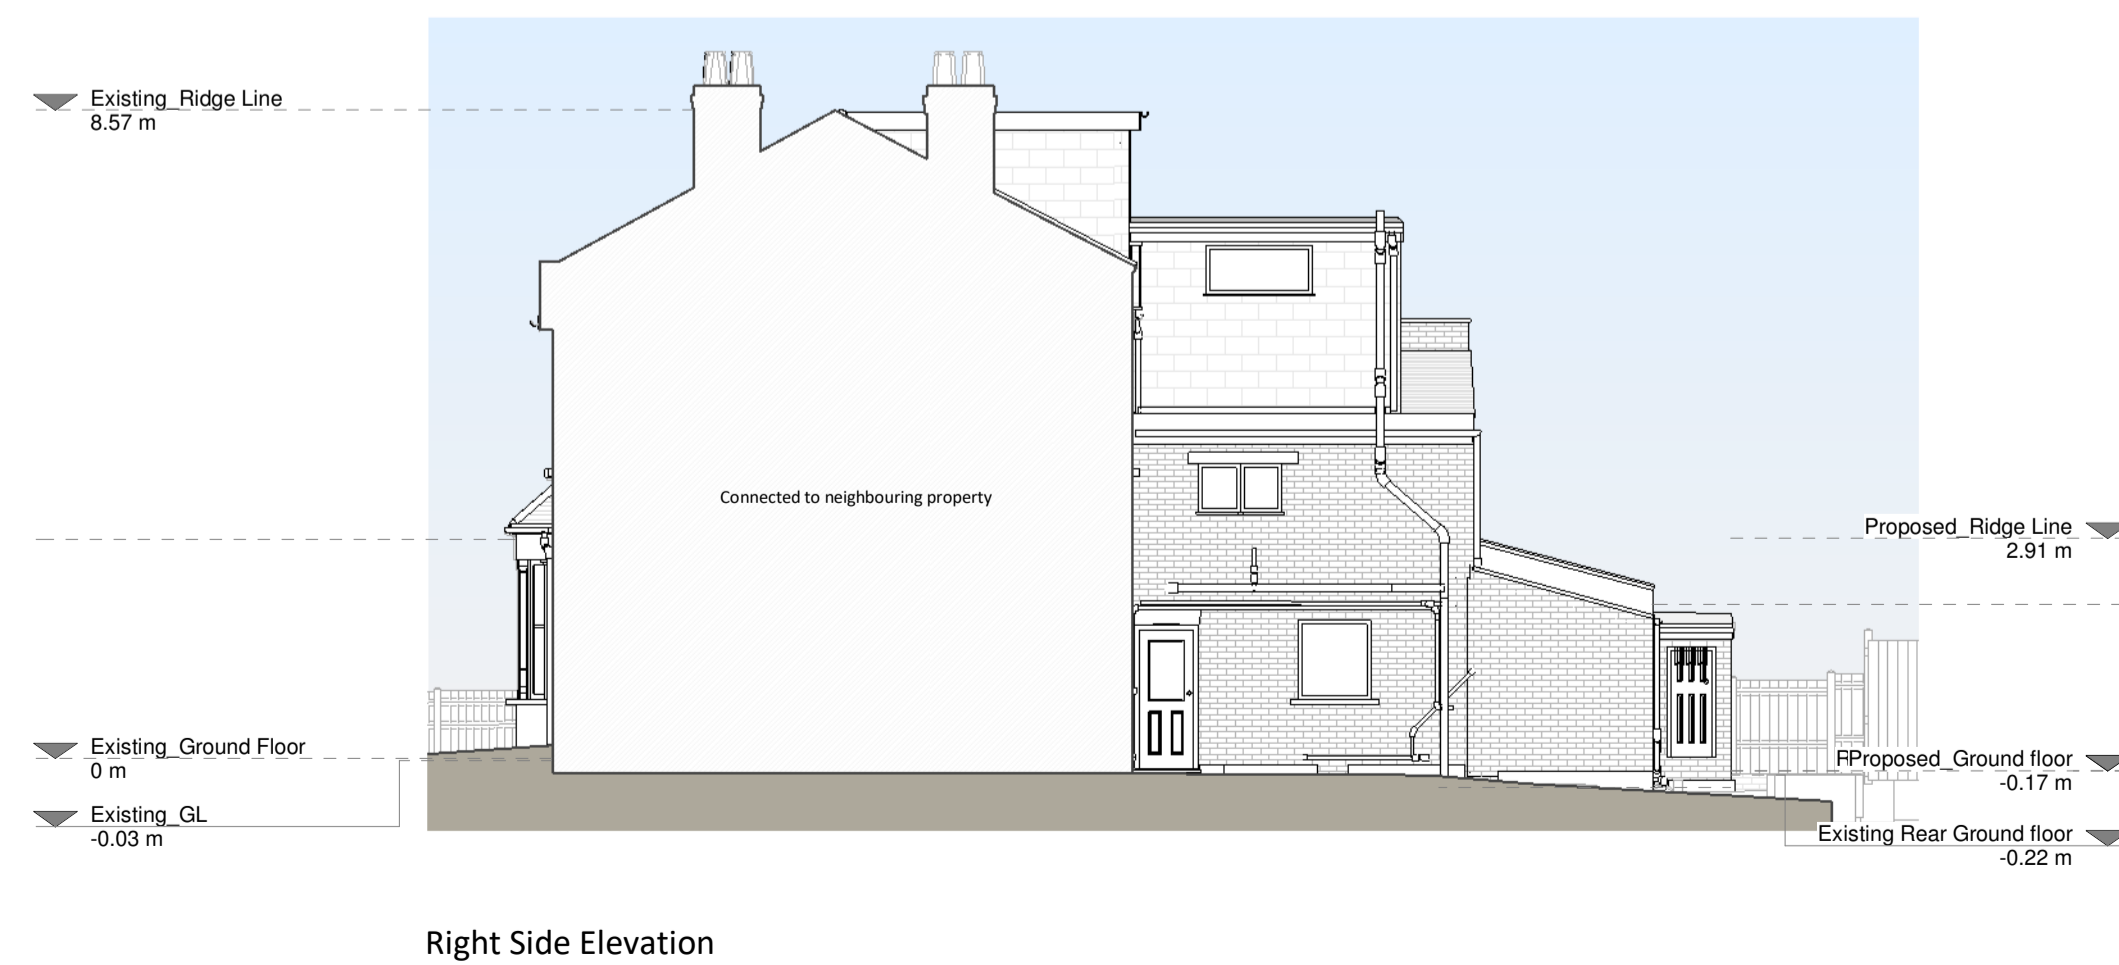 Existing_Ridge Line
8.57 m
Connected to neighbouring property
Proposed_Ridge Line
2.91 m
Existing_Ground Floor
0 m
Proposed_Ground floor
-0.17 m
Existing_GL
-0.03 m
Existing Rear Ground floor
-0.22 m
Right Side Elevation